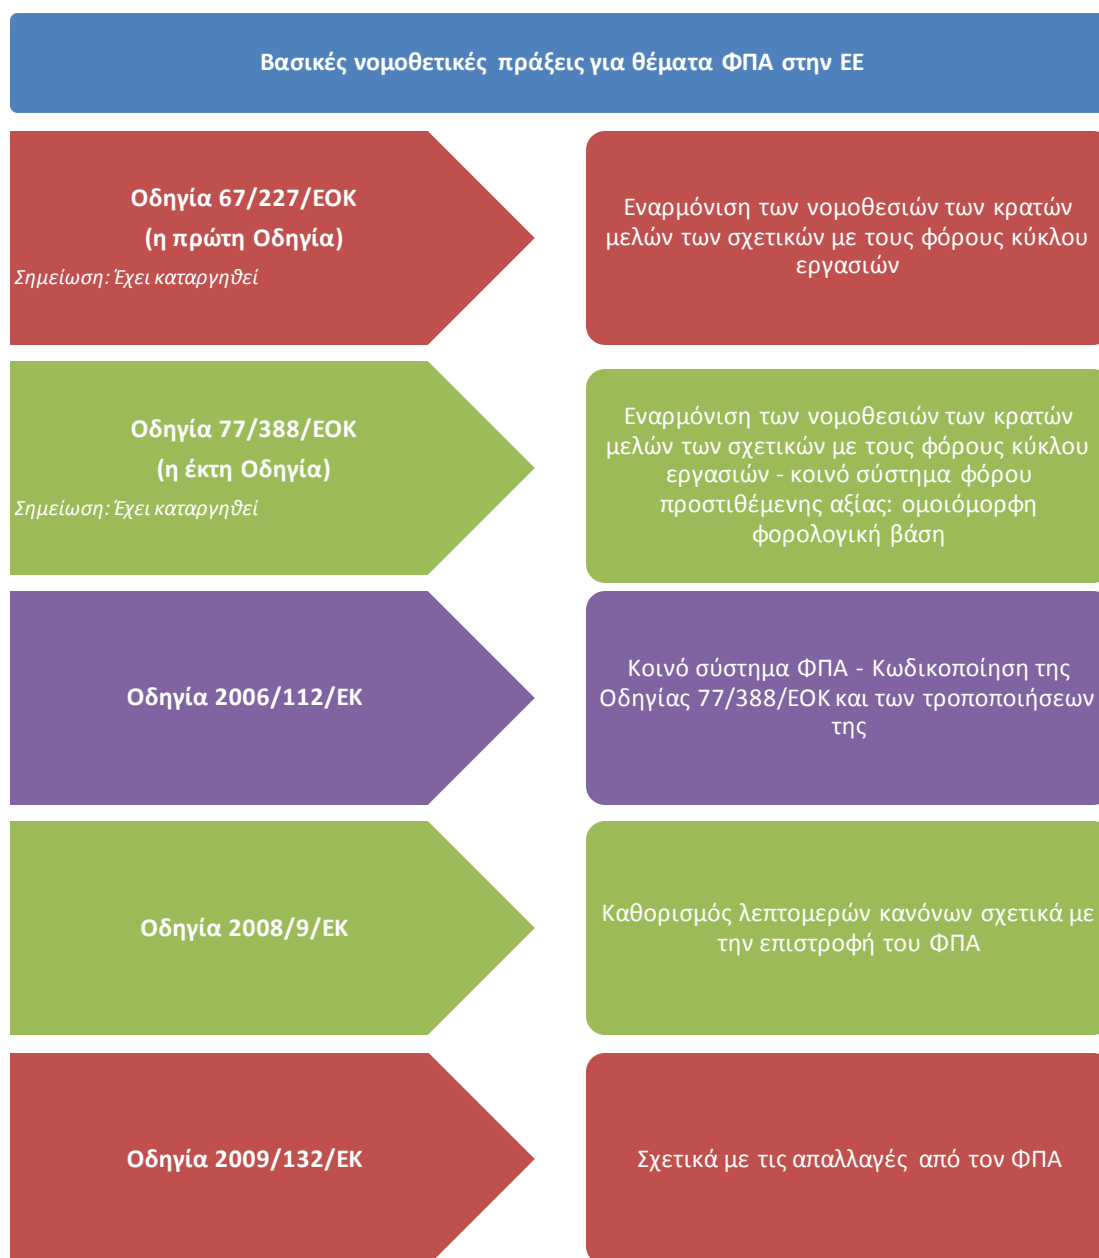 Βασικές νομοθετικές πράξεις για θέματα ΦΠΑ στην ΕΕ
Οδηγία 67/227/ΕΟΚ
(η πρώτη Οδηγία)
Σημείωση: Έχει καταργηθεί
Εναρμόνιση των νομοθεσιών των κρατών
μελών των σχετικών με τους φόρους κύκλου
εργασιών
Οδηγία 77/388/ΕΟΚ
(η έκτη Οδηγία)
Σημείωση: Έχει καταργηθεί
Εναρμόνιση των νομοθεσιών των κρατών
μελών των σχετικών με τους φόρους κύκλου
εργασιών - κοινό σύστημα φόρου
προστιθέμενης αξίας: ομοιόμορφη
φορολογική βάση
Οδηγία 2006/112/ΕΚ
Κοινό σύστημα ΦΠΑ - Κωδικοποίηση της
Οδηγίας 77/388/ΕΟΚ και των τροποποιήσεων
της
Οδηγία 2008/9/ΕΚ
Καθορισμός λεπτομερών κανόνων σχετικά με
την επιστροφή του ΦΠΑ
Οδηγία 2009/132/ΕΚ
Σχετικά με τις απαλλαγές από τον ΦΠΑ